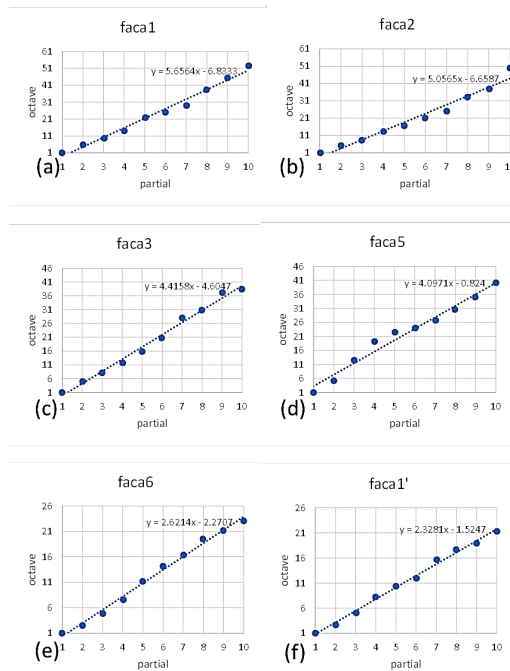 faca1
61
51
41
31
21
11
1
octave
y = 5.6564x - 6.8333
1 2 3 4 5 6 7 8 9 10
partial
(a)
faca2
61
51
41
31
21
11
1
octave
y = 5.0565x - 6.6587
1 2 3 4 5 6 7 8 9 10
partial
(b)
faca3
46
41
36
31
26
21
16
11
6
1
octave
y = 4.4158x - 4.6047
1 2 3 4 5 6 7 8 9 10
partial
(c)
faca5
46
41
36
31
26
21
16
11
6
1
octave
y = 4.0971x - 0.824
1 2 3 4 5 6 7 8 9 10
partial
(d)
faca6
26
21
16
11
6
1
octave
y = 2.6214x - 2.2707
1 2 3 4 5 6 7 8 9 10
partial
(e)
faca1'
26
21
16
11
6
1
octave
y = 2.3281x - 1.5247
1 2 3 4 5 6 7 8 9 10
partial
(f)